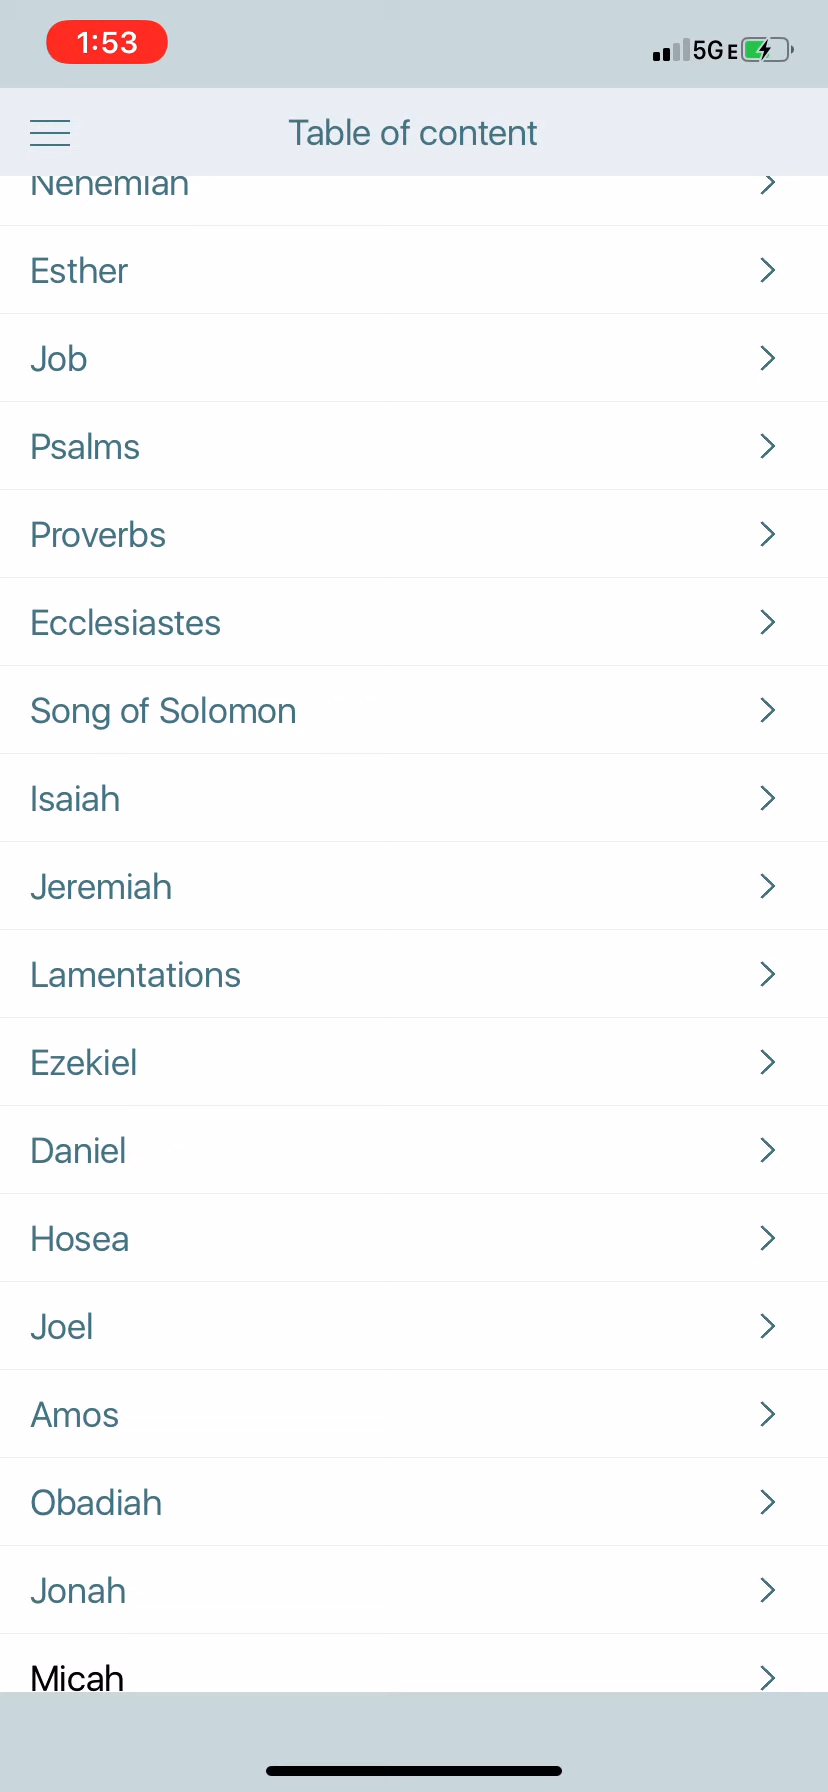 1:53
5G E
Table of content
Nehemiah
Esther
Job
Psalms
Proverbs
Ecclesiastes
Song of Solomon
Isaiah
Jeremiah
Lamentations
Ezekiel
Daniel
Hosea
Joel
Amos
Obadiah
Jonah
Micah